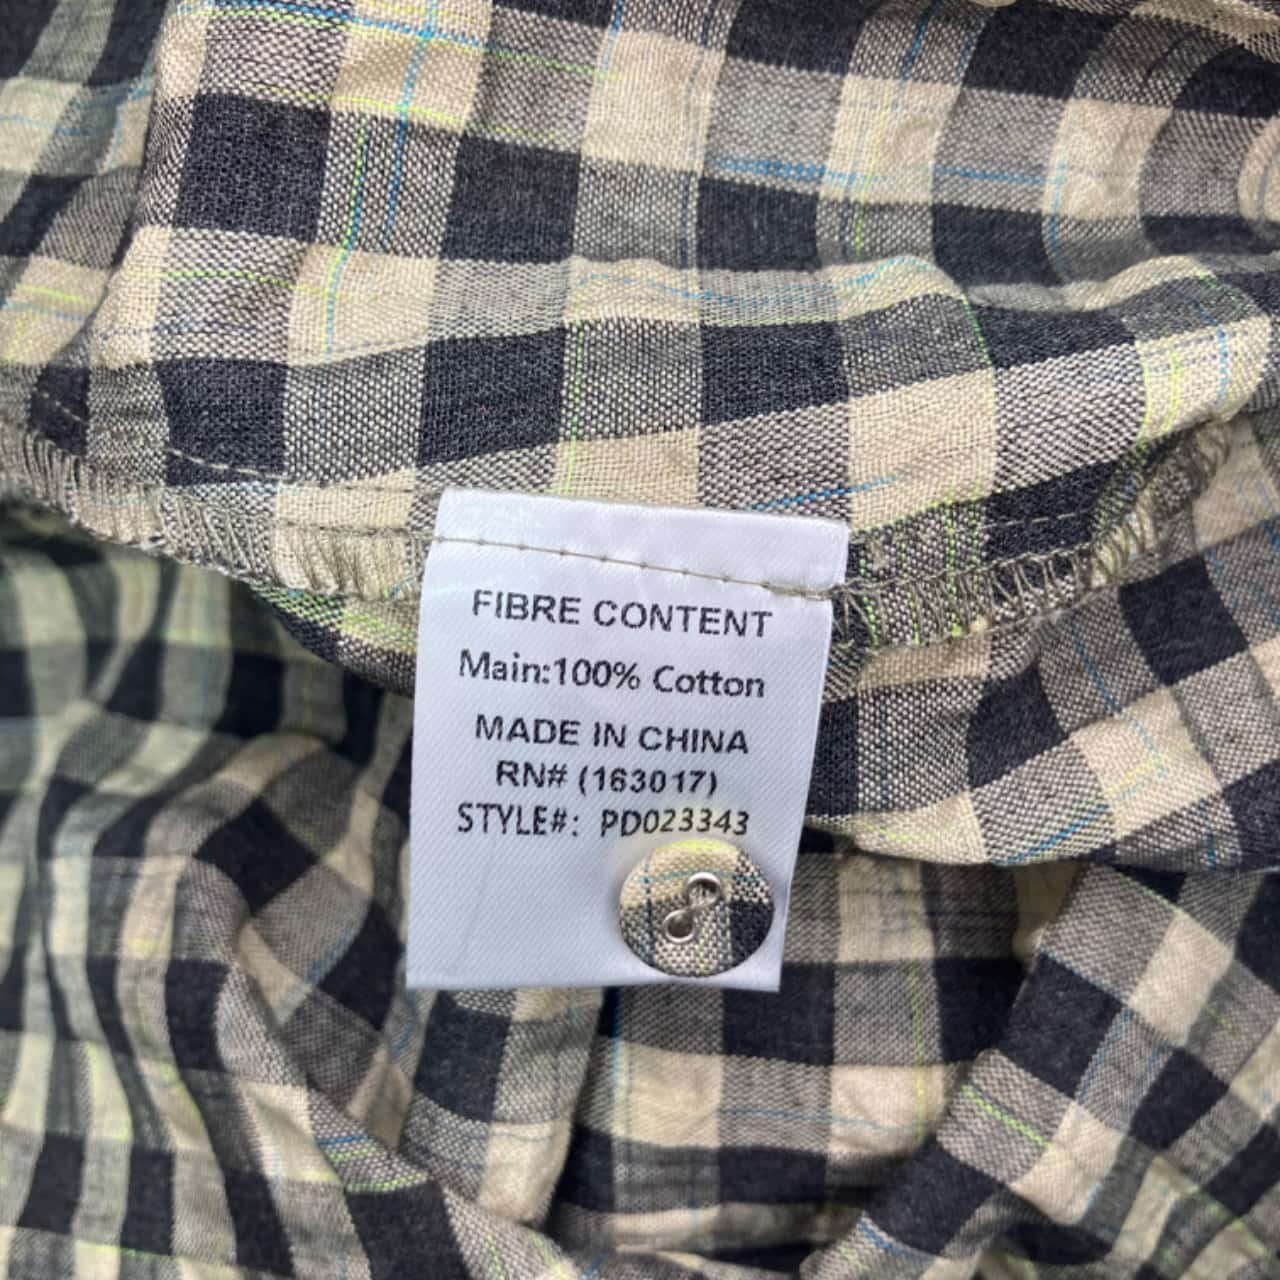 FIBRE CONTENT
Main:100% Cotton
MADE IN CHINA
RN# (163017)
STYLE#: PD023343